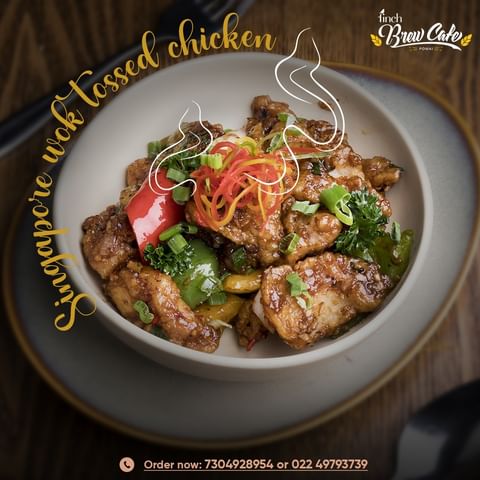 Singapore wok tossed chicken
finch
Brew Cafe
POWAI
Order now: 7304928954 or 022 49793739